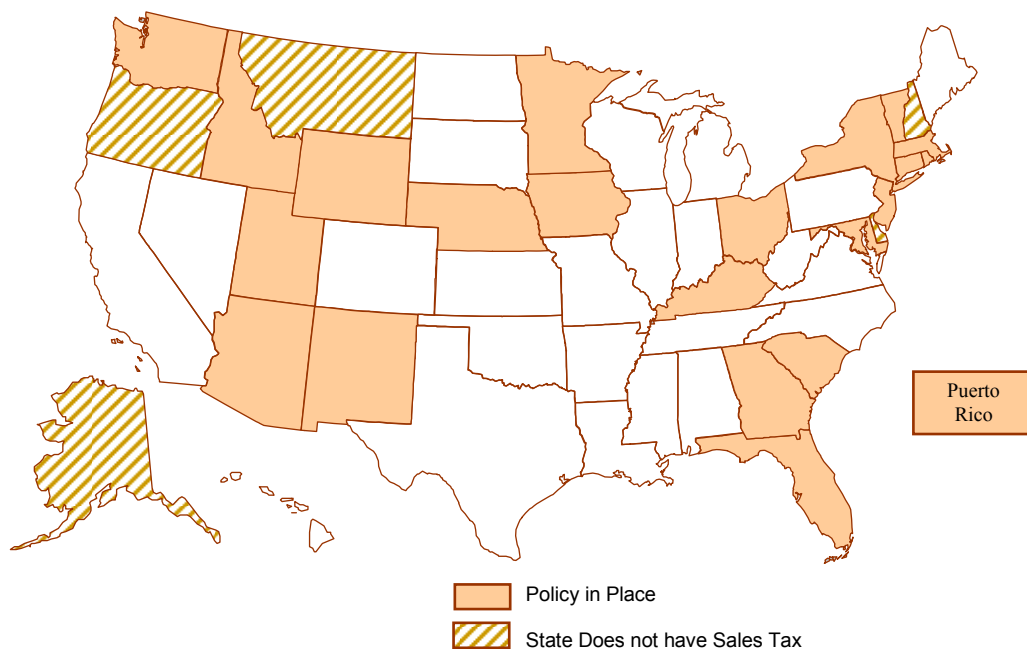 Puerto
Rico
Policy in Place
State Does not have Sales Tax